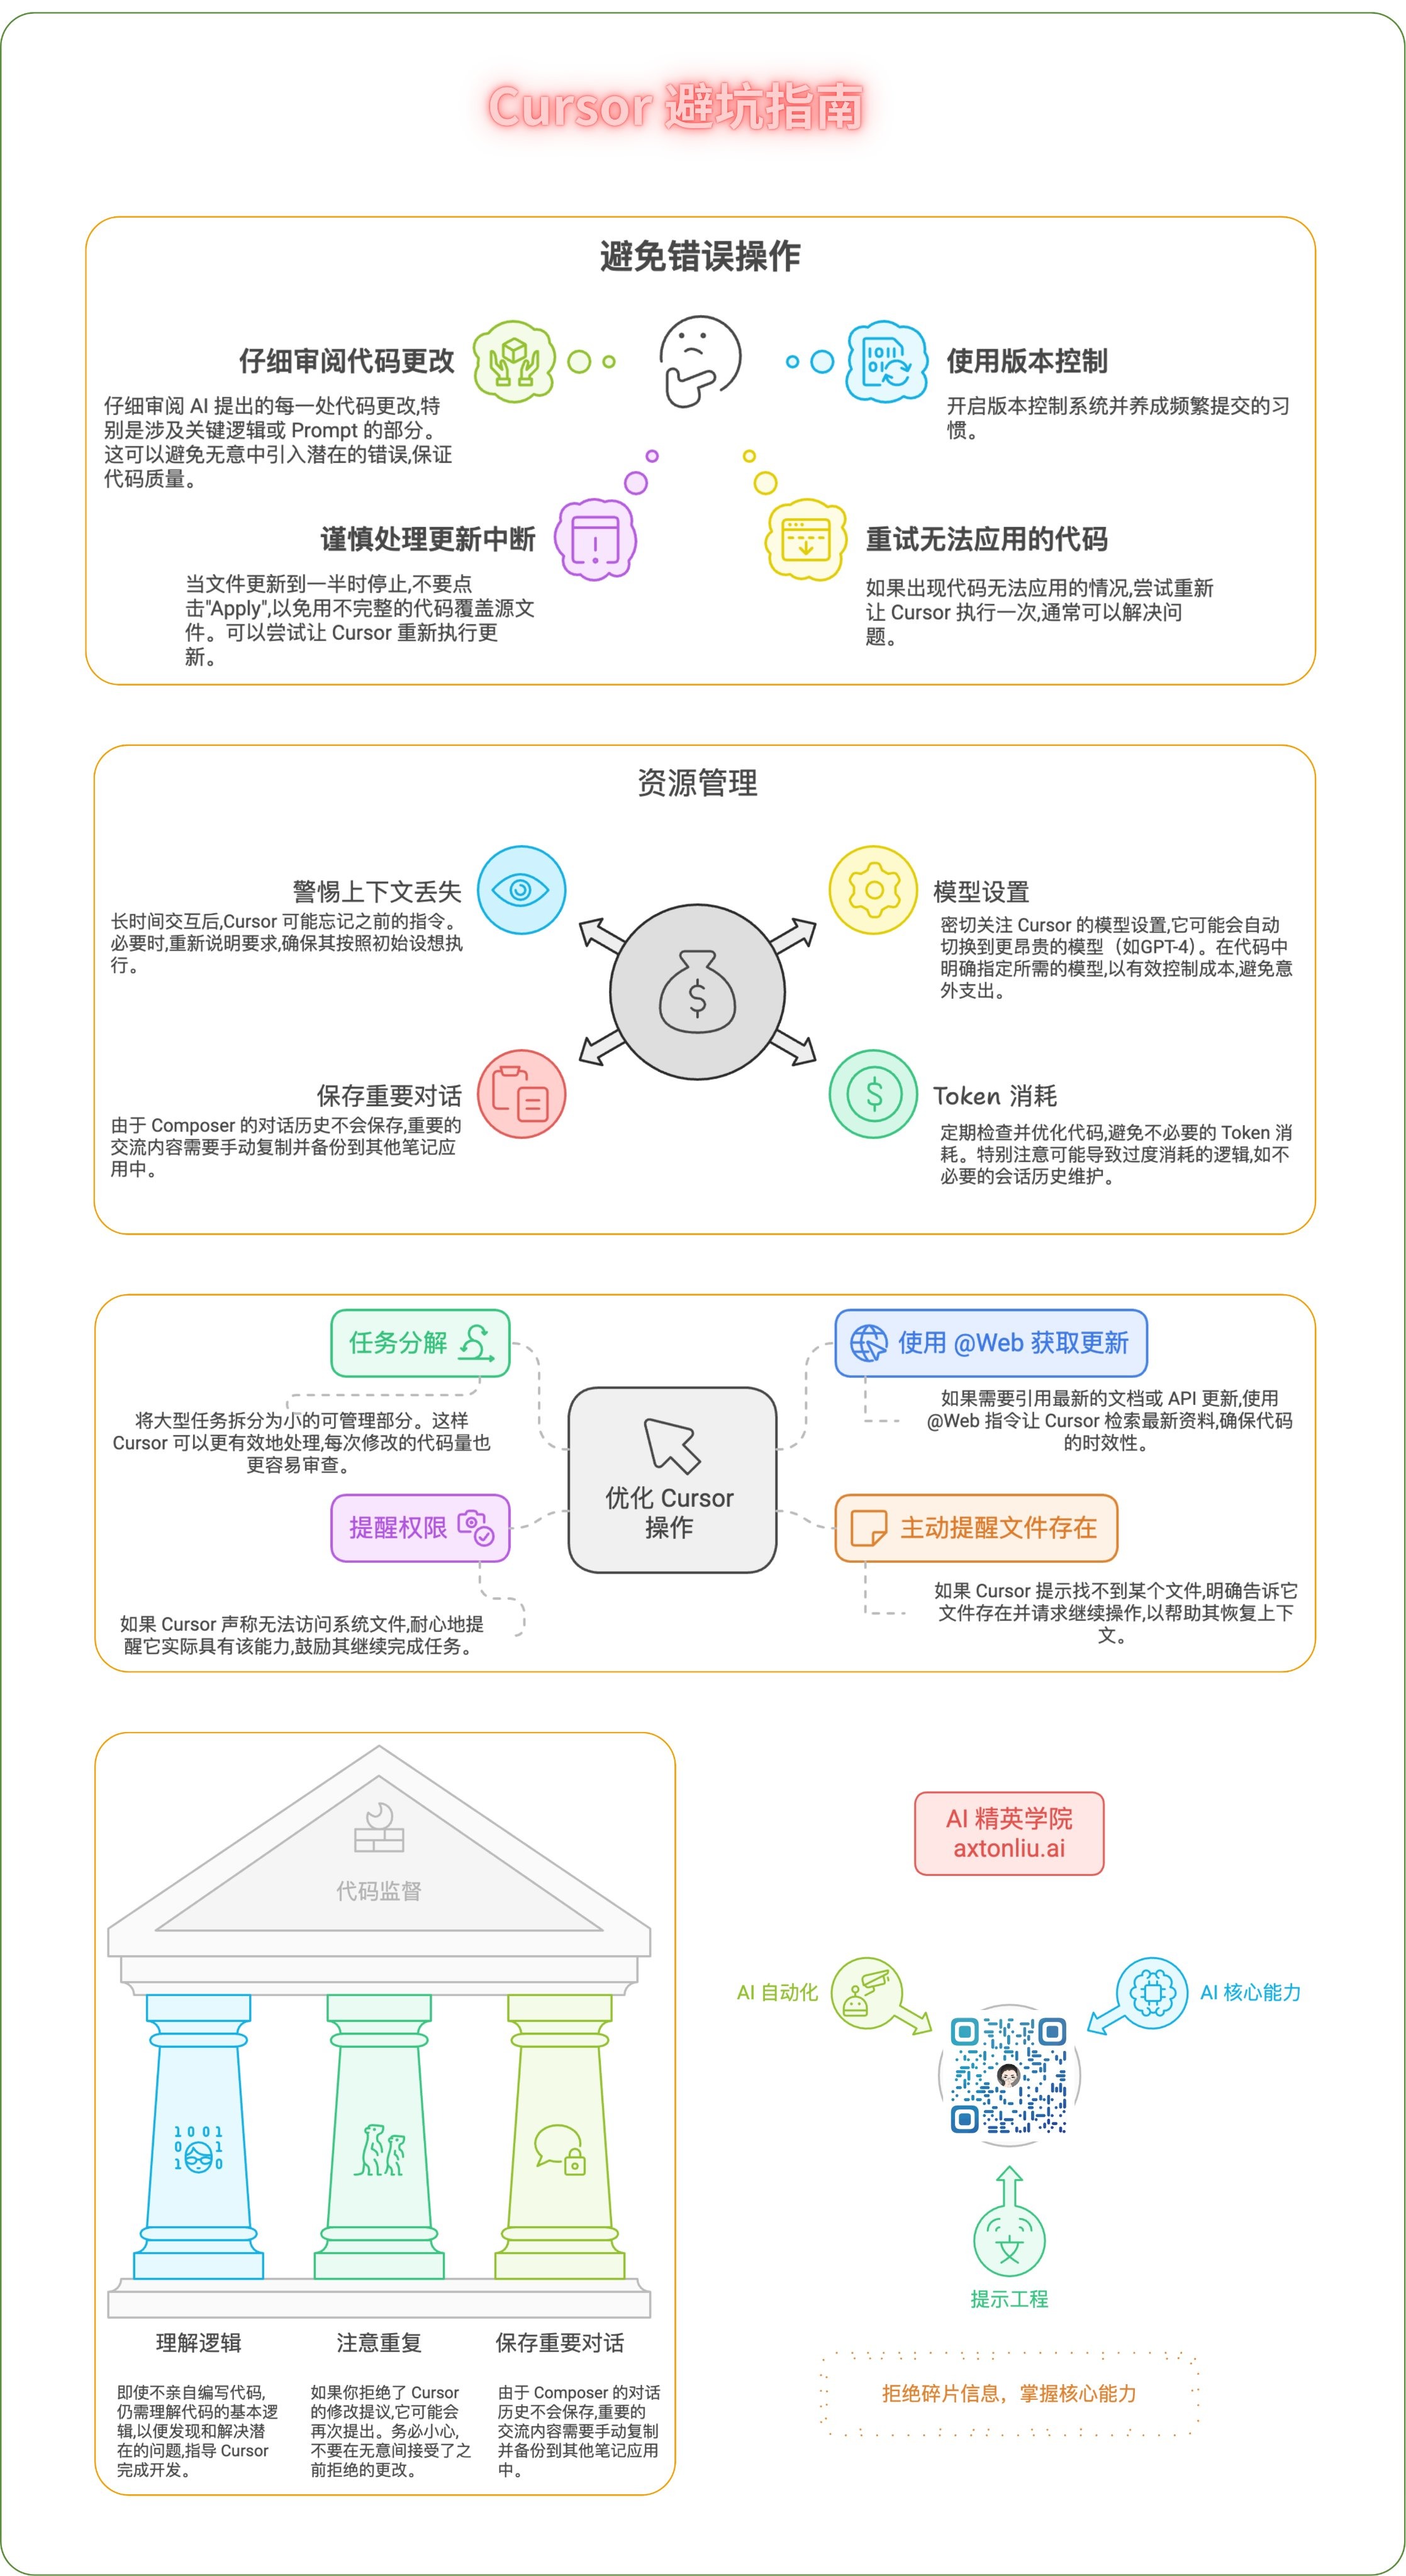 Cursor 避坑指南
避免错误操作
仔细审阅代码更改
仔细审阅 AI 提出的每一处代码更改,特
别是涉及关键逻辑或 Prompt 的部分。
这可以避免无意中引入潜在的错误,保证
代码质量。
使用版本控制
开启版本控制系统并养成频繁提交的习
惯。
谨慎处理更新中断
当文件更新到一半时停止,不要点
击"Apply",以免用不完整的代码覆盖源文
件。可以尝试让 Cursor 重新执行更
新。
重试无法应用的代码
如果出现代码无法应用的情况,尝试重新
让 Cursor 执行一次,通常可以解决问
题。
资源管理
警惕上下文丢失
长时间交互后,Cursor 可能忘记之前的指令。
必要时,重新说明要求,确保其按照初始设想执
行。
模型设置
密切关注 Cursor 的模型设置,它可能会自动
切换到更昂贵的模型（如GPT-4）。在代码中
明确指定所需的模型,以有效控制成本,避免意
外支出。
保存重要对话
由于 Composer 的对话历史不会保存,重要的
交流内容需要手动复制并备份到其他笔记应
用中。
Token 消耗
定期检查并优化代码,避免不必要的 Token 消
耗。特别注意可能导致过度消耗的逻辑,如不
必要的会话历史维护。
任务分解
将大型任务拆分为小的可管理部分。这样
Cursor 可以更有效地处理,每次修改的代码量也
更容易审查。
使用 @Web 获取更新
如果需要引用最新的文档或 API 更新,使用
@Web 指令让 Cursor 检索最新资料,确保代码
的时效性。
优化 Cursor
操作
提醒权限
如果 Cursor 声称无法访问系统文件,耐心地提
醒它实际具有该能力,鼓励其继续完成任务。
主动提醒文件存在
如果 Cursor 提示找不到某个文件,明确告诉它
文件存在并请求继续操作,以帮助其恢复上下
文。
代码监督
1001
0 1
1 0
理解逻辑
即使不亲自编写代码,
仍需理解代码的基本逻
辑,以便发现和解决潜
在的问题,指导 Cursor
完成开发。
注意重复
如果你拒绝了 Cursor
的修改提议,它可能会
再次提出。务必小心,
不要在无意间接受了之
前拒绝的更改。
保存重要对话
由于 Composer 的对话
历史不会保存,重要的
交流内容需要手动复制
并备份到其他笔记应用
中。
AI 精英学院
axtonliu.ai
AI 自动化
AI 核心能力
提示工程
拒绝碎片信息，掌握核心能力